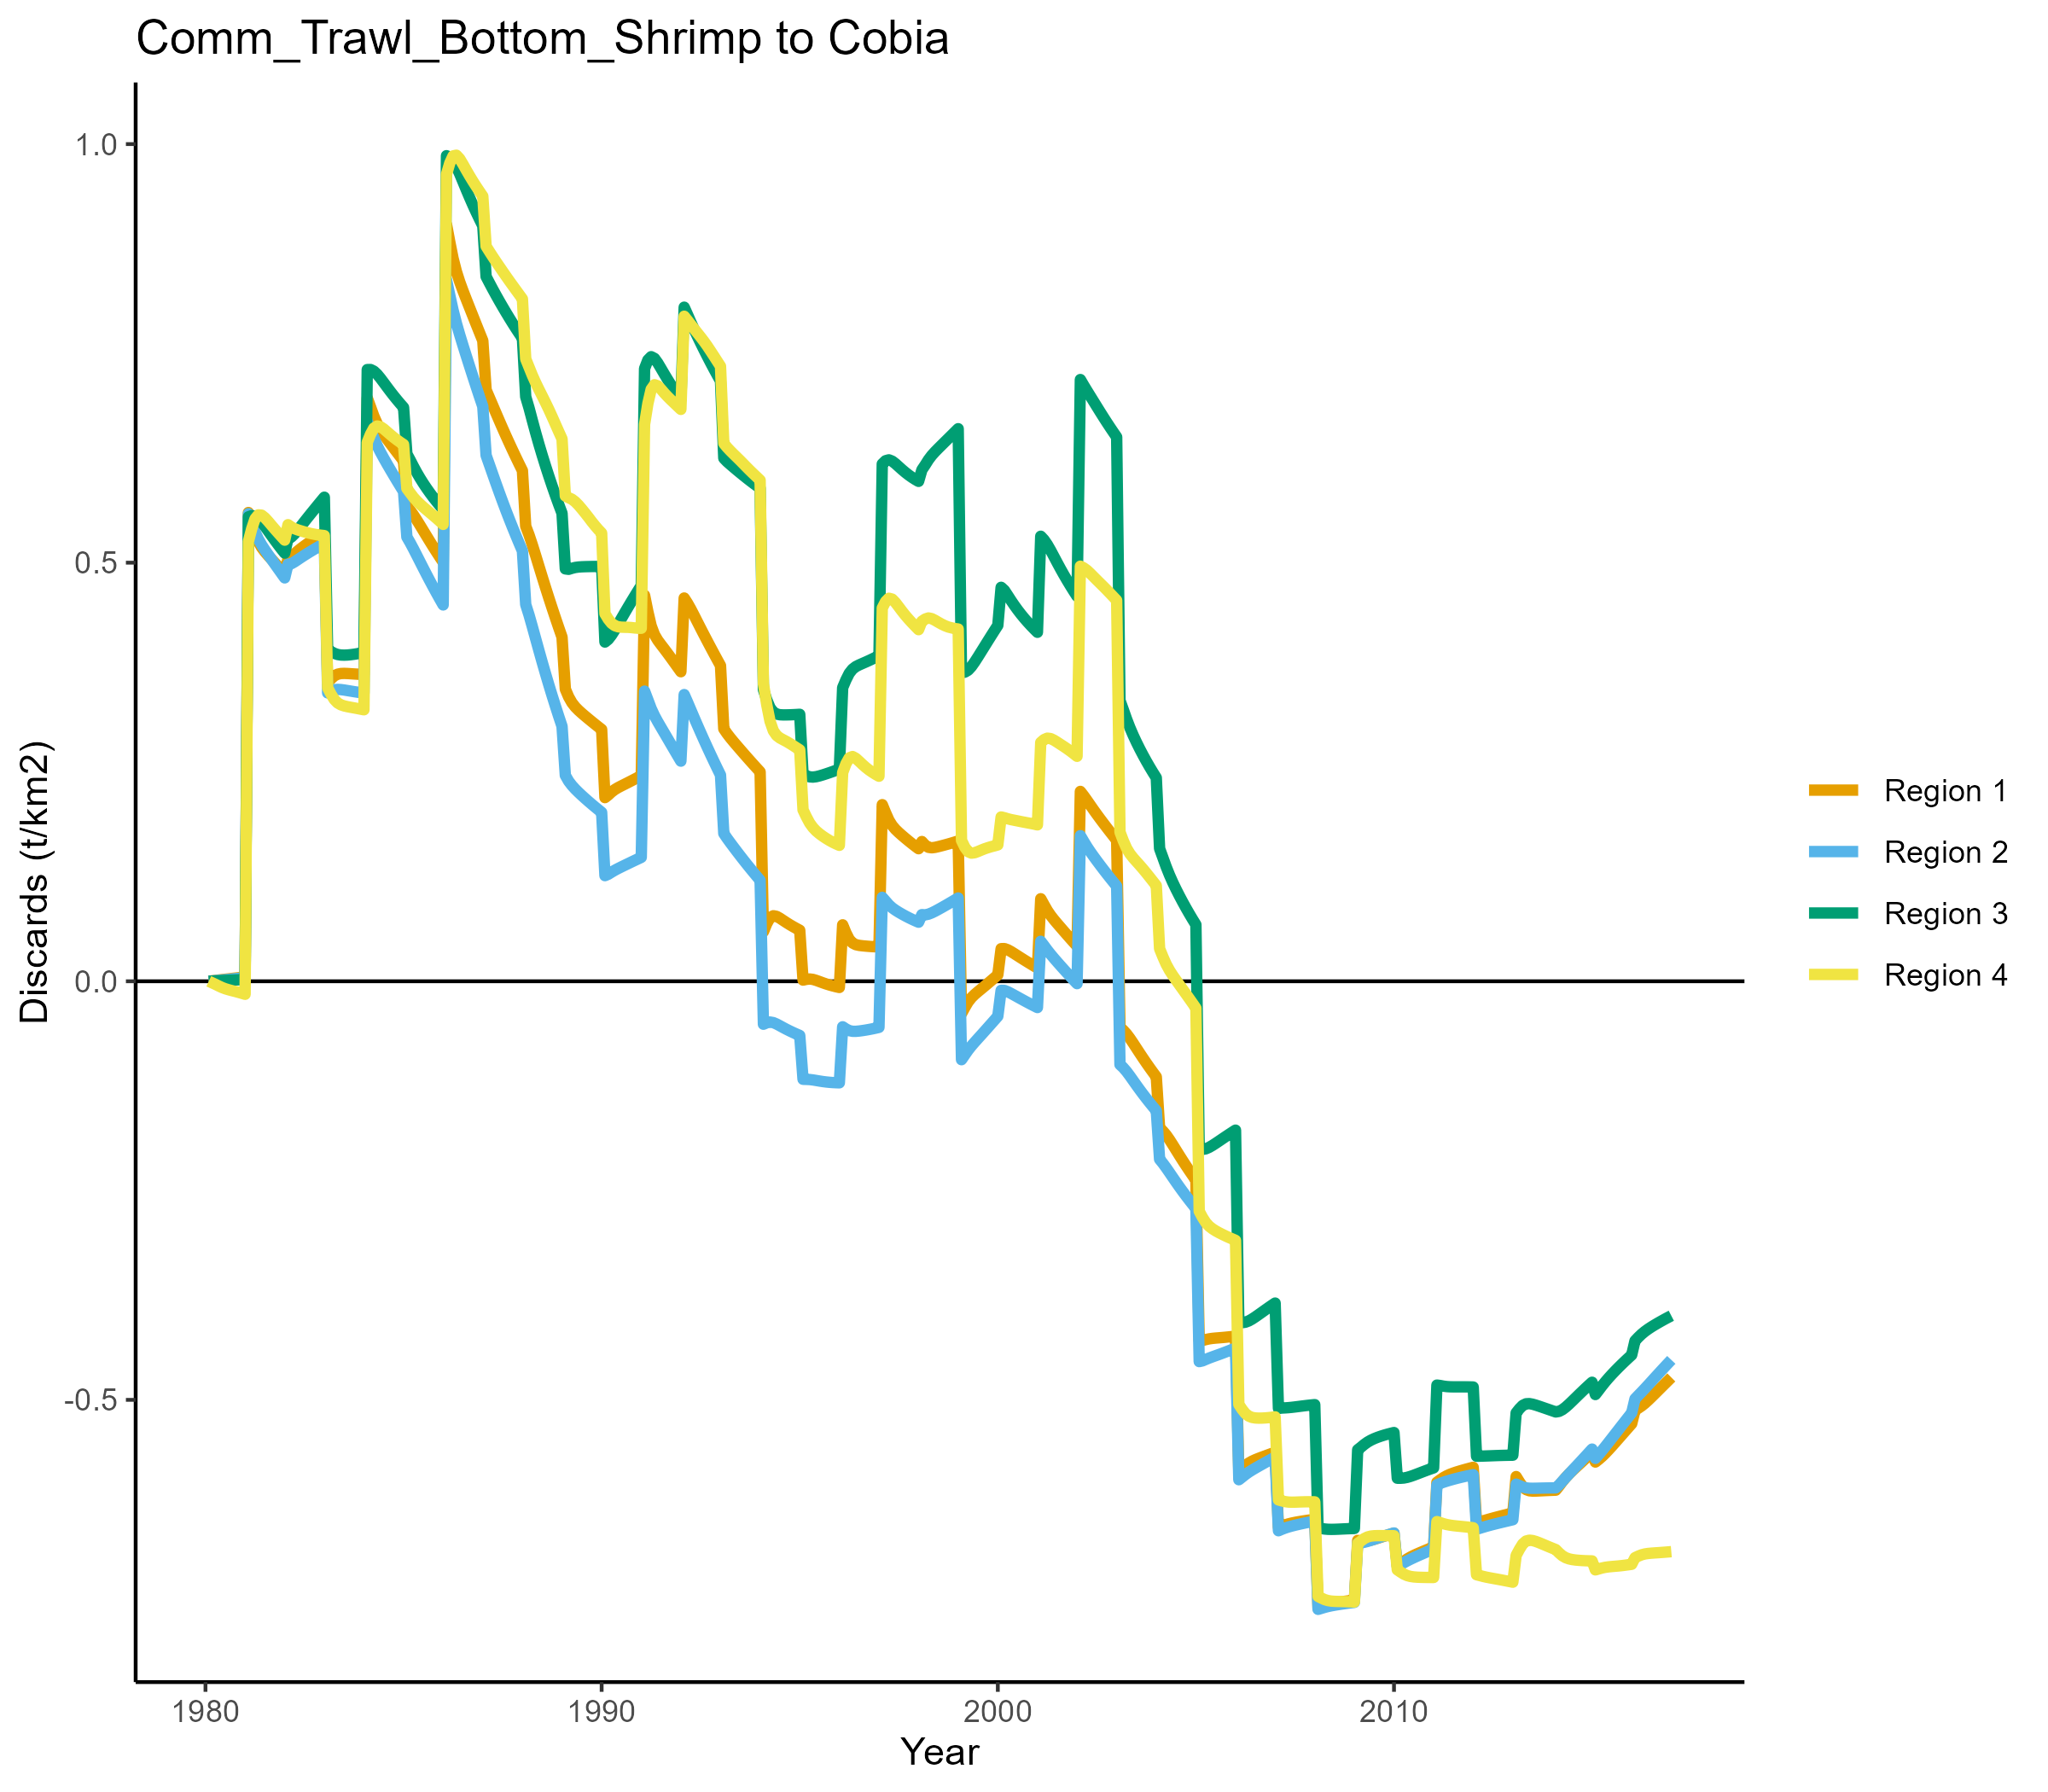 Comm_Trawl_Bottom_Shrimp to Cobia
1.0
0.5
0.0
-0.5
Discards (t/km2)
1980
1990
2000
2010
Year
Region 1
Region 2
Region 3
Region 4